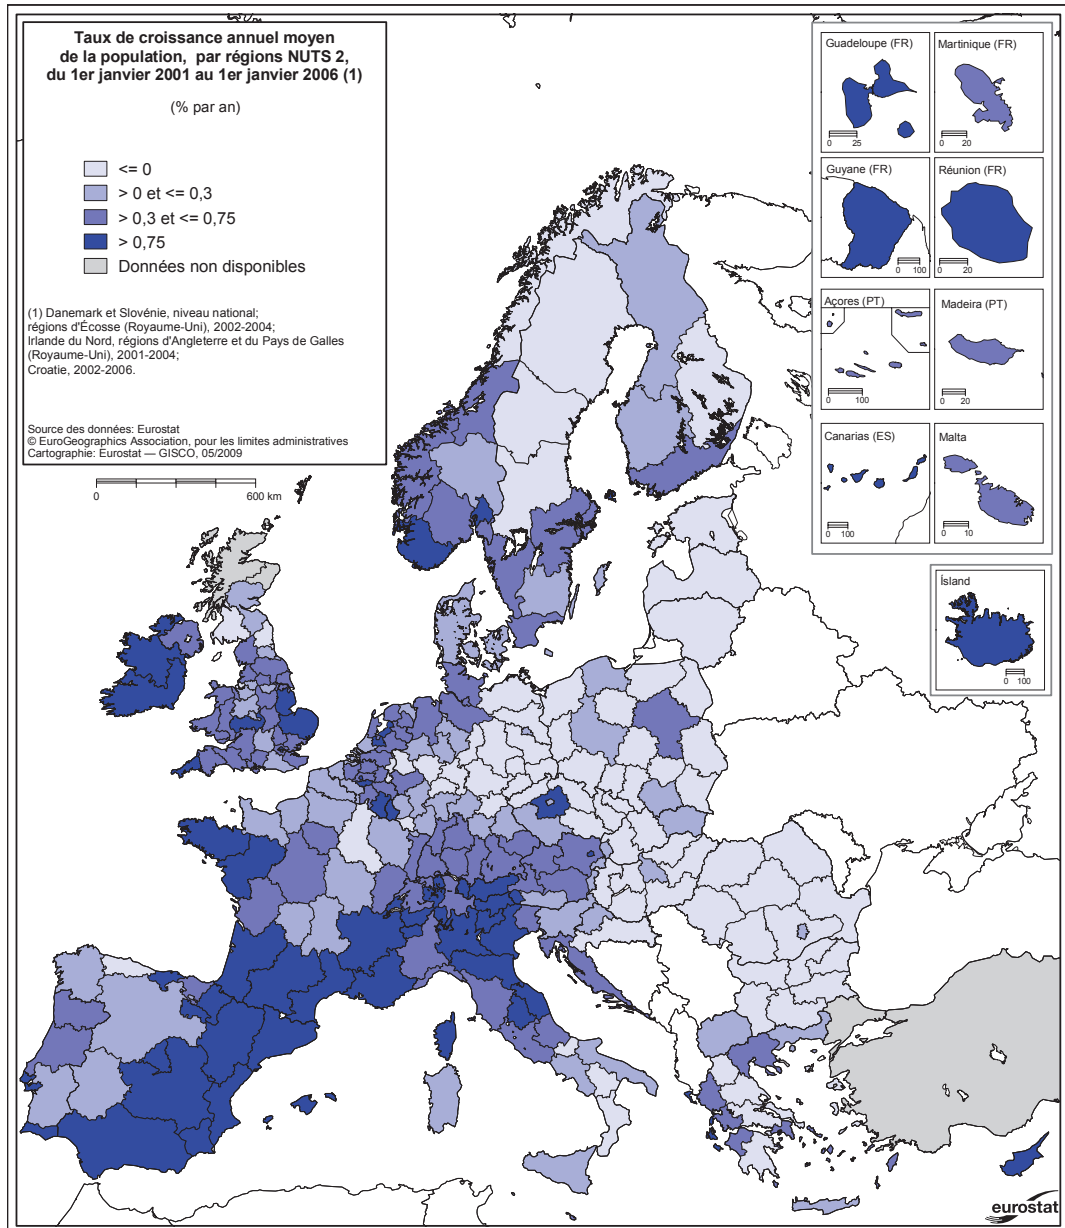 Taux de croissance annuel moyen
de la population, par régions NUTS 2,
du 1er janvier 2001 au 1er janvier 2006 (1)
(% par an)
<= 0
> 0 et <= 0,3
> 0,3 et <= 0,75
> 0,75
Données non disponibles
(1) Danemark et Slovénie, niveau national;
régions d'Écosse (Royaume-Uni), 2002-2004;
Irlande du Nord, régions d'Angleterre et du Pays de Galles
(Royaume-Uni), 2001-2004;
Croatie, 2002-2006.
Source des données: Eurostat
© EuroGeographics Association, pour les limites administratives
Cartographie: Eurostat — GISCO, 05/2009
0 600 km
Guadeloupe (FR)
0 25
Martinique (FR)
0 20
Guyane (FR)
0 100
Réunion (FR)
0 20
Açores (PT)
0 100
Madeira (PT)
0 20
Canarias (ES)
0 100
Malta
0 10
Ísland
0 100
eurostat